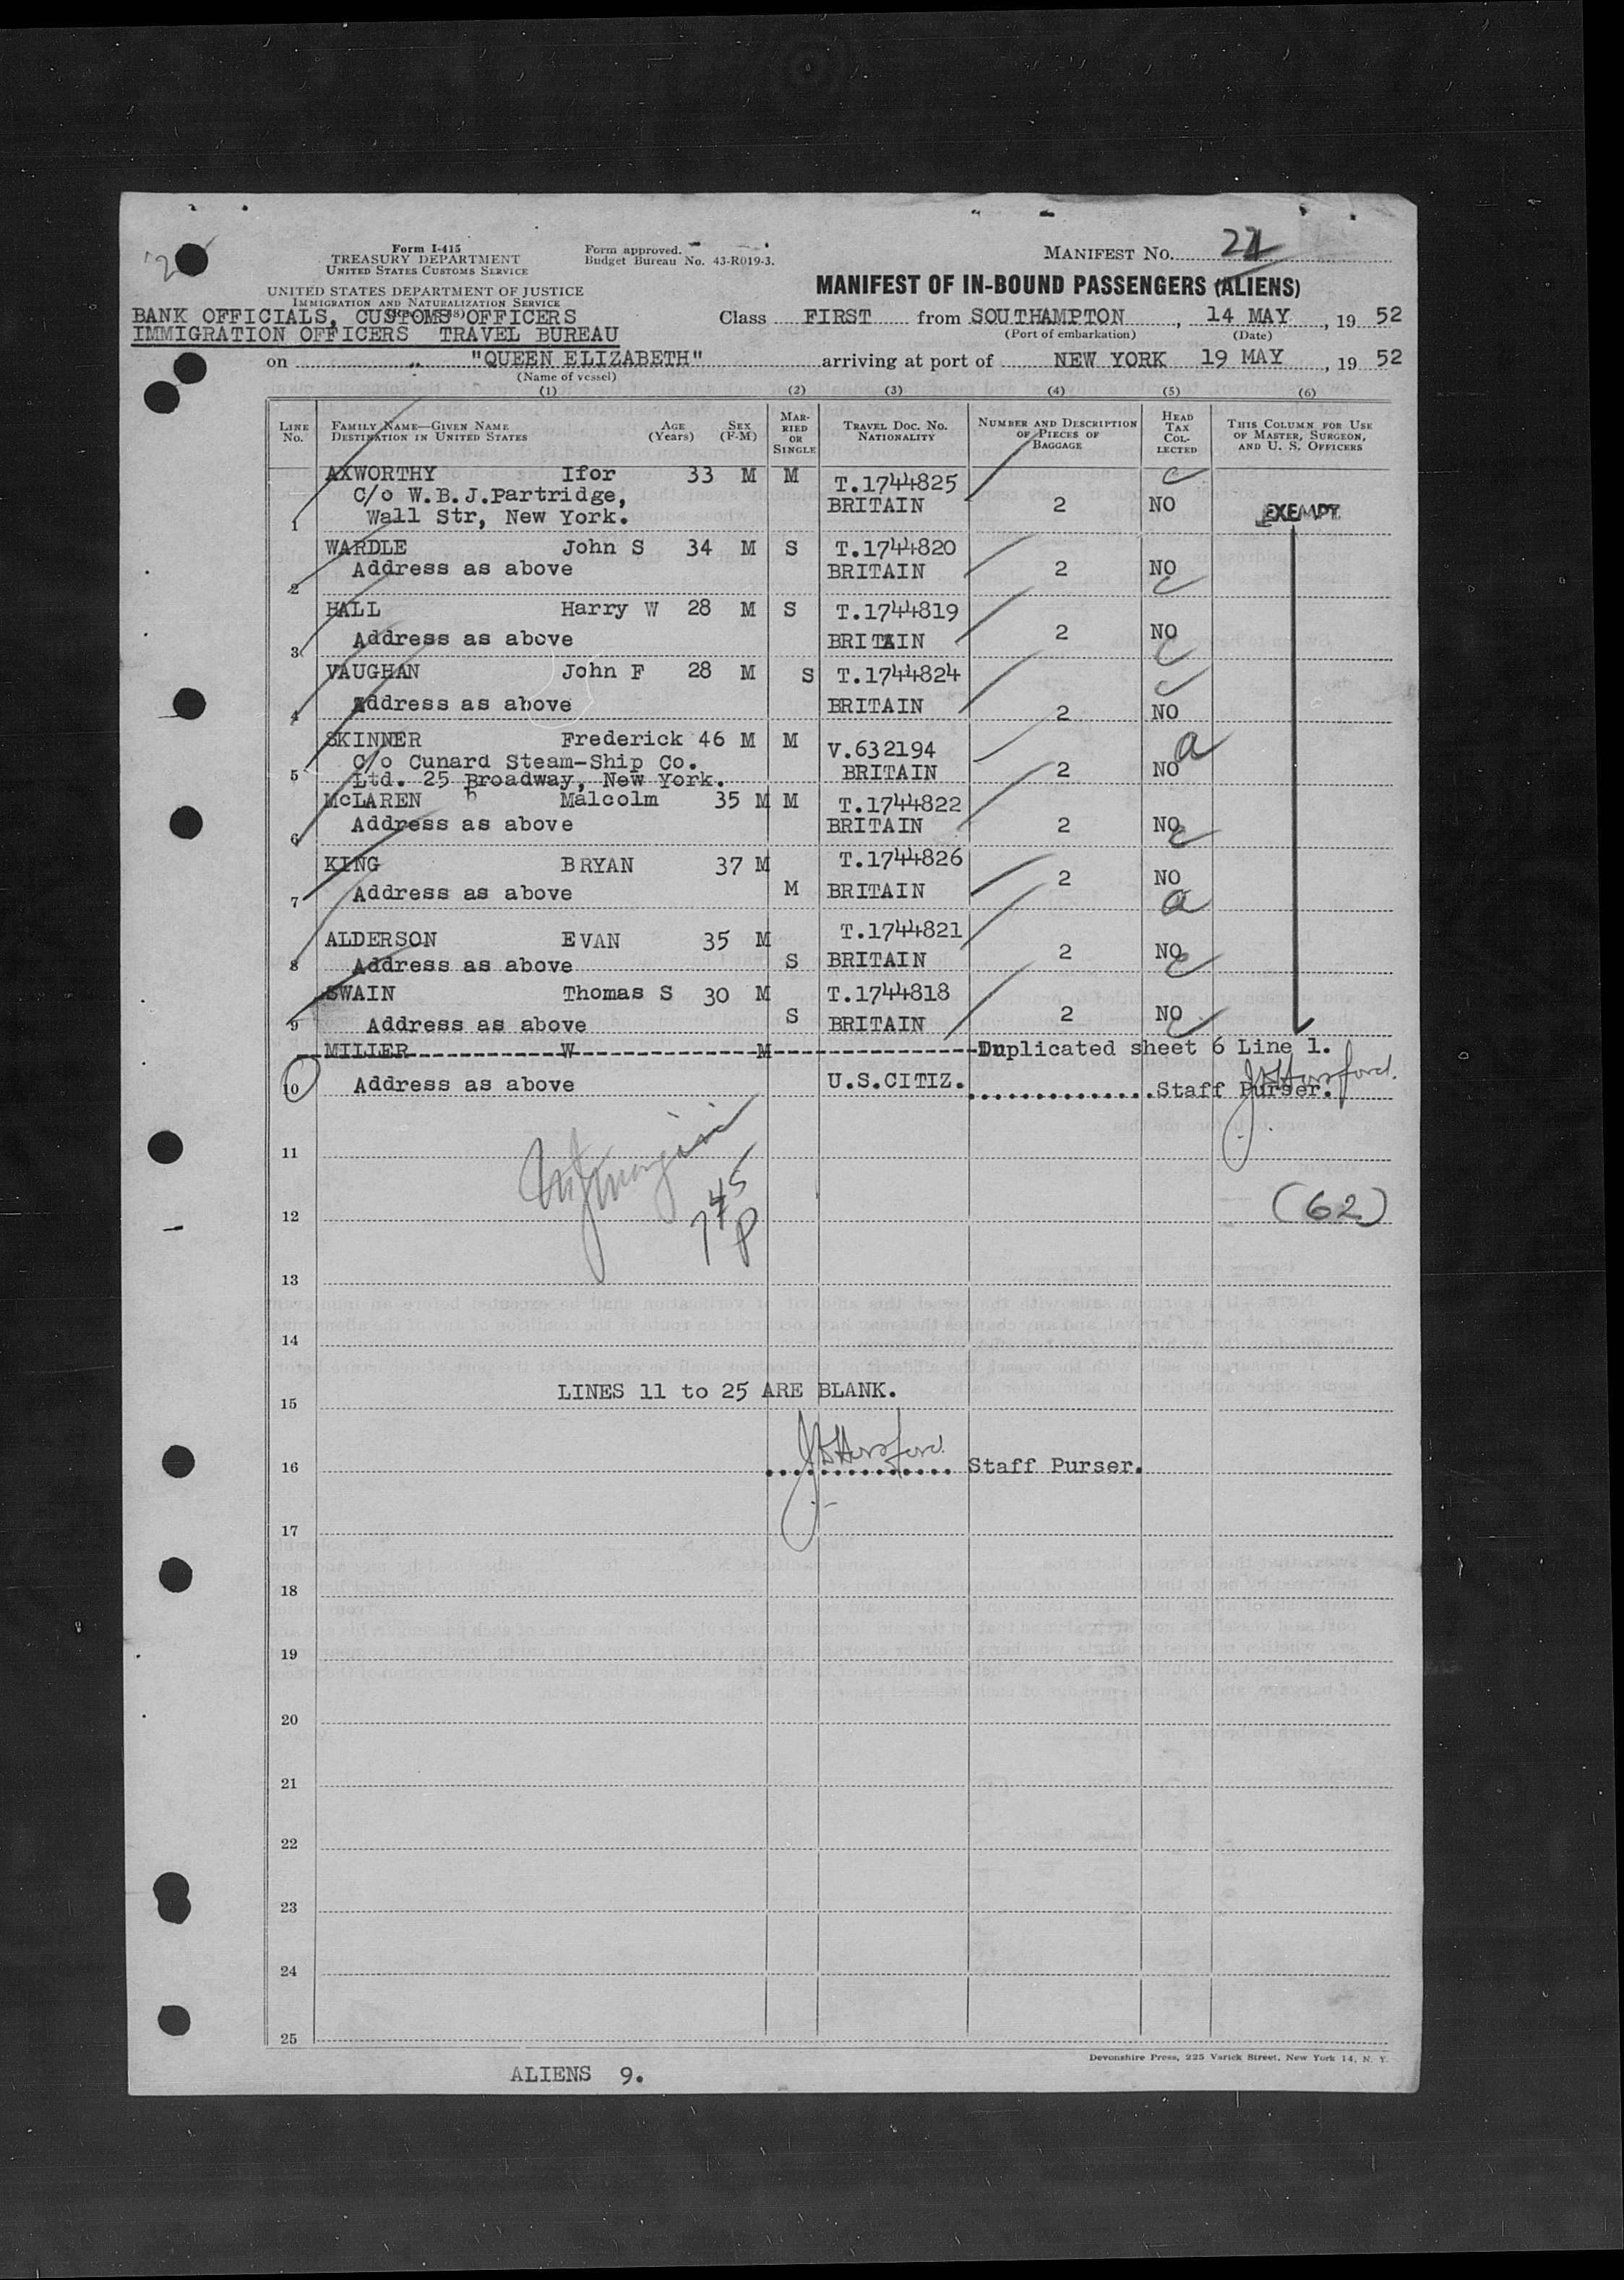 Form I-415
TREASURY DEPARTMENT
UNITED STATES CUSTOMS SERVICE
Form approved.
Budget Bureau No. 43-R019-3.
MANIFEST No.
UNITED STATES DEPARTMENT OF JUSTICE
IMMIGRATION AND NATURALIZATION SERVICE
MANIFEST OF IN-BOUND PASSENGERS (ALIENS)
BANK OFFICIALS, CUSTOMS OFFICERS
IMMIGRATION OFFICERS TRAVEL BUREAU
Class FIRST from SOUTHAMPTON, 14 MAY, 19 52
(Port of embarkation) (Date)
on "QUEEN ELIZABETH" arriving at port of NEW YORK 19 MAY, 19 52
(Name of vessel)
(1) (2) (3) (4) (5) (6)
LINE No. FAMILY NAME—GIVEN NAME DESTINATION IN UNITED STATES AGE (Years) SEX (F-M) MARRIED OR SINGLE TRAVEL DOC. NO. NATIONALITY NUMBER AND DESCRIPTION OF PIECES OF BAGGAGE HEAD TAX COLLECTED THIS COLUMN FOR USE OF MASTER, SURGEON, AND U. S. OFFICERS
AXWORTHY Ifor 33 M M T.1744825 c
C/o W.B.J.Partridge, BRITAIN 2 NO EXEMPT
1 Wall Str, New York.
WARDLE John S 34 M S T.1744820
Address as above BRITAIN 2 NO
2 c
HALL Harry W 28 M S T.1744819
Address as above BRITAIN 2 NO
3 c
VAUGHAN John F 28 M S T.1744824
c
4 Address as above BRITAIN 2 NO
SKINNER Frederick 46 M M V.632194 a
C/o Cunard Steam-Ship Co.
5 Ltd. 25 Broadway, New York. BRITAIN 2 NO
McLAREN Malcolm 35 M M T.1744822
Address as above BRITAIN 2 NO
6 c
KING BRYAN 37 M T.1744826
7 Address as above M BRITAIN 2 NO
a
ALDERSON EVAN 35 M T.1744821
8 Address as above S BRITAIN 2 NO
c
SWAIN Thomas S 30 M T.1744818
9 Address as above S BRITAIN 2 NO
c
MILLER W M Duplicated sheet 6 Line 1.
10 Address as above U.S.CITIZ. Staff Purser.
11
7 45 P
12 (62)
13
14
LINES 11 to 25 ARE BLANK.
15
16 Staff Purser.
17
18
19
20
21
22
23
24
25
Devonshire Press, 225 Varick Street, New York 14, N. Y.
ALIENS 9.